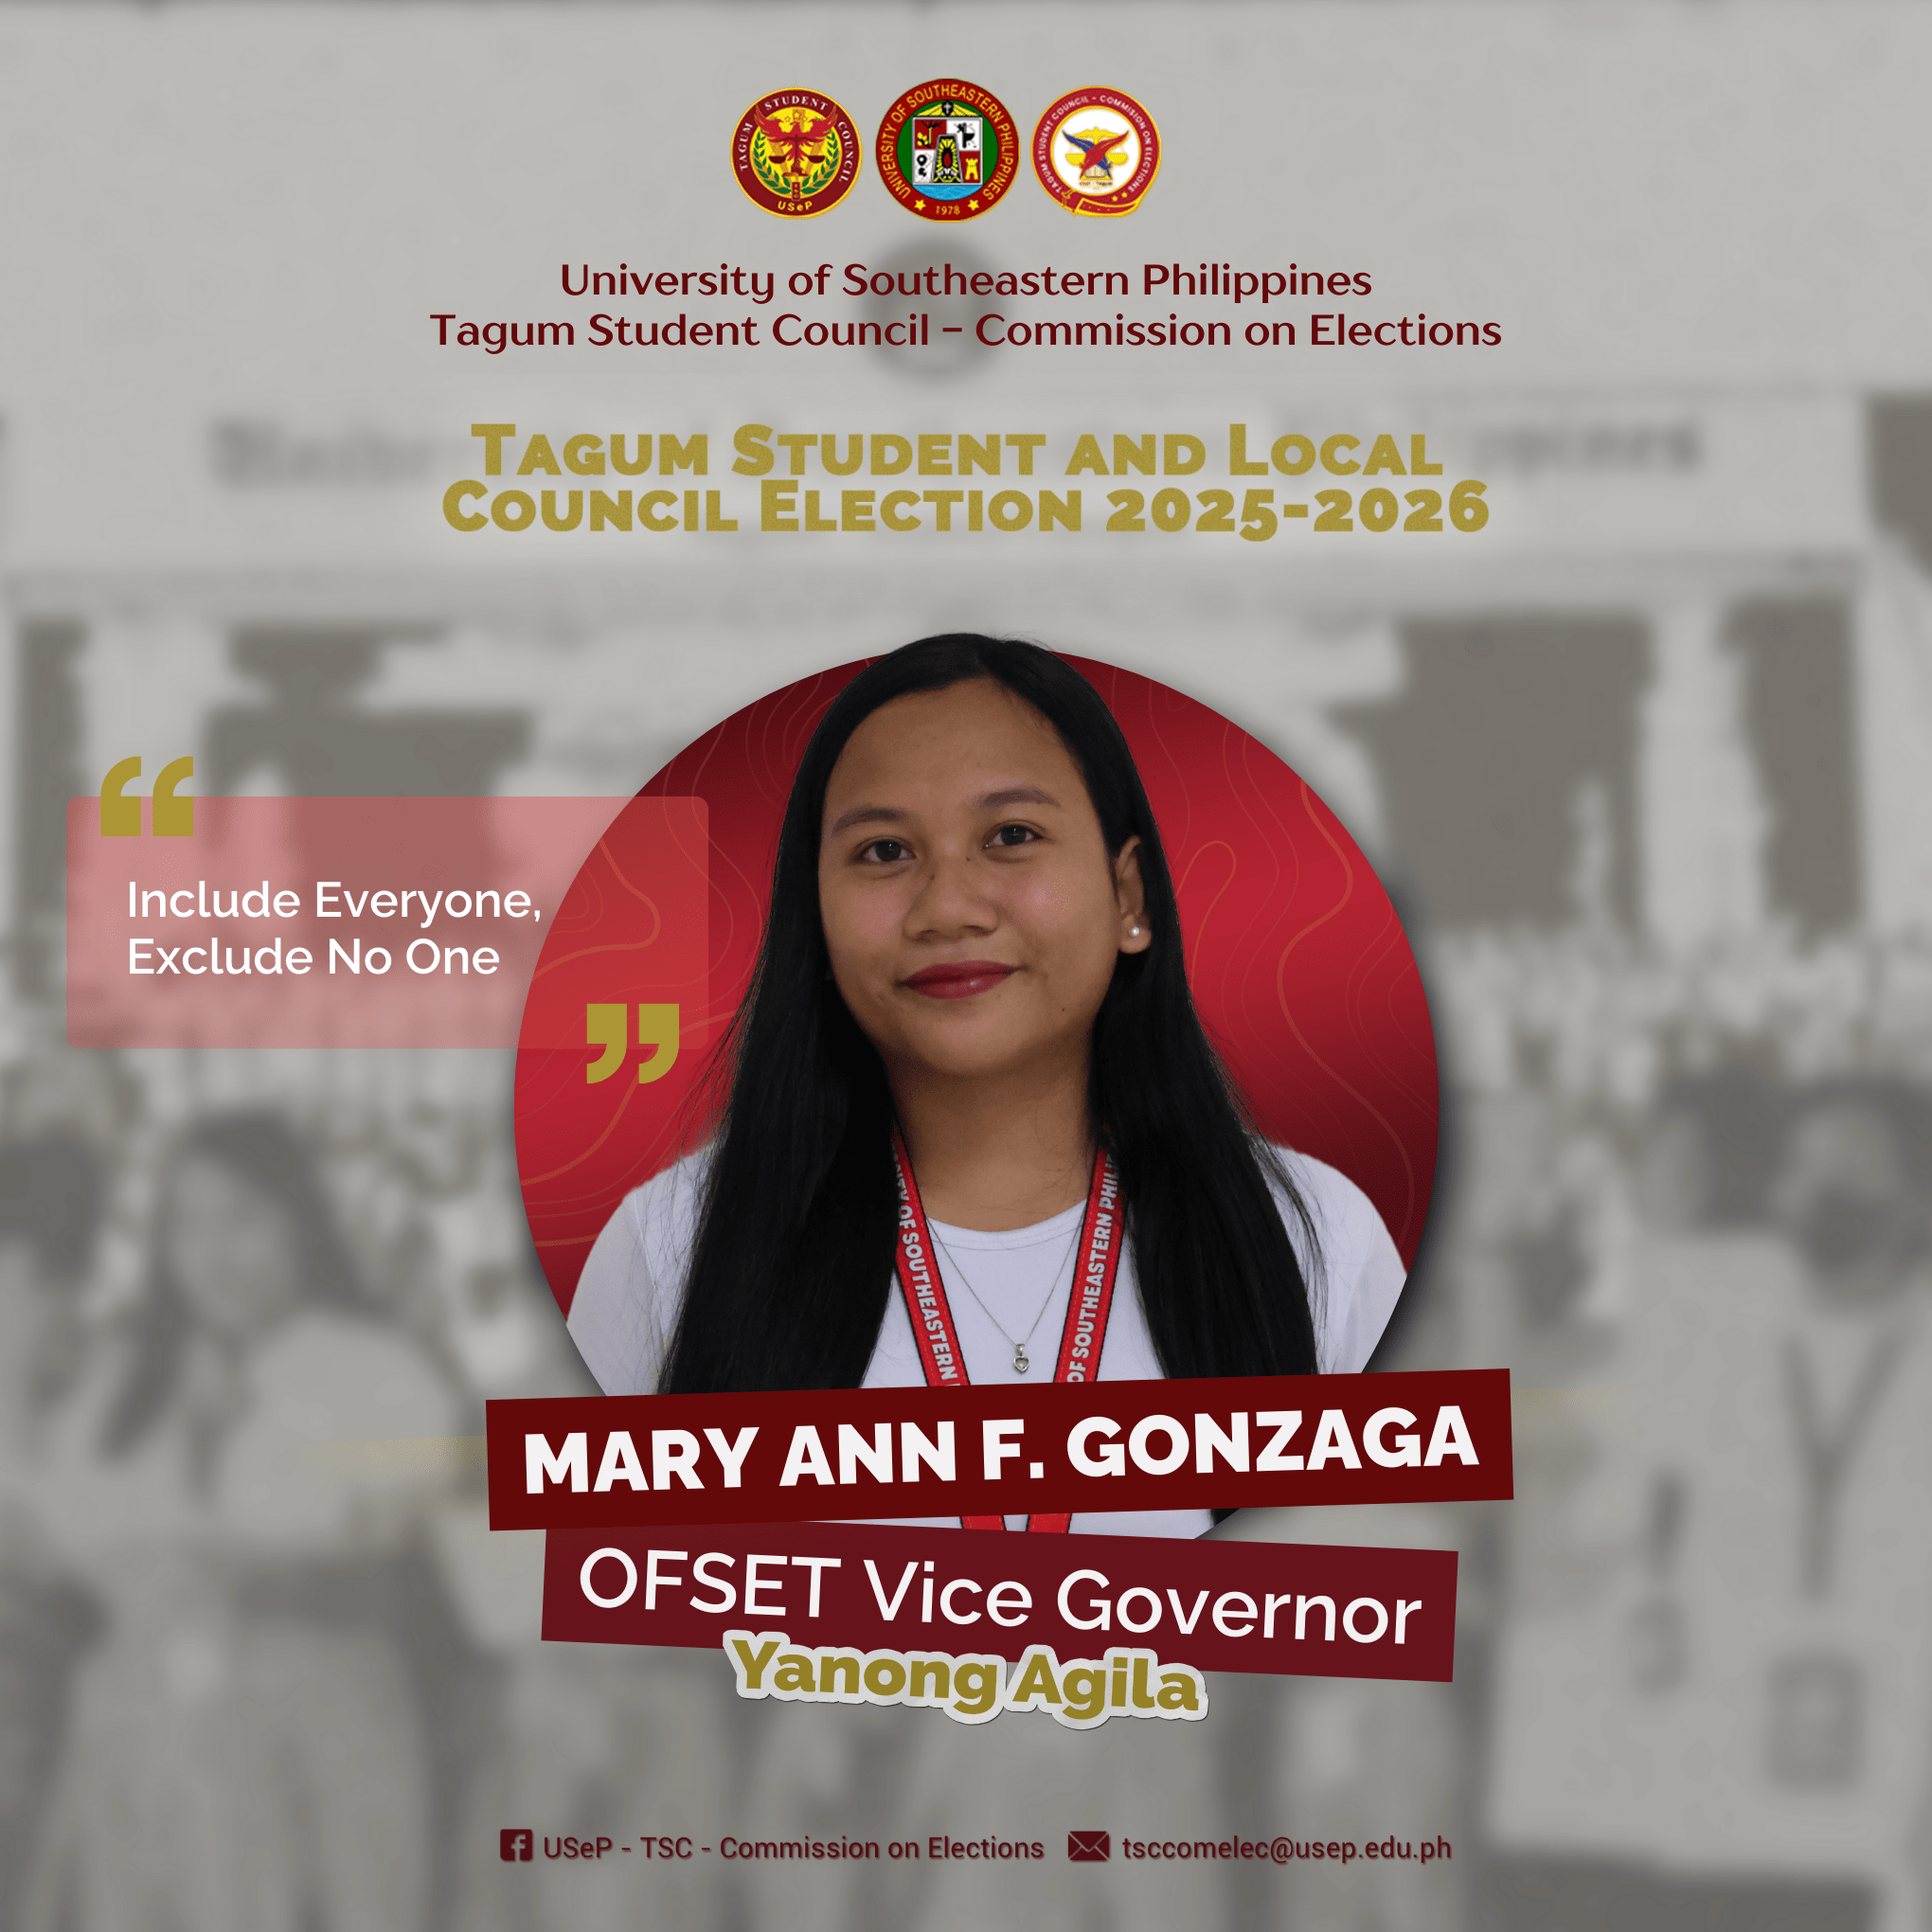 TAGUM STUDENT COUNCIL
USeP
UNIVERSITY OF SOUTHEASTERN PHILIPPINES
1978
TAGUM STUDENT COUNCIL - COMMISSION ON ELECTIONS
University of Southeastern Philippines
Tagum Student Council – Commission on Elections
TAGUM STUDENT AND LOCAL
COUNCIL ELECTION 2025-2026
“
Include Everyone,
Exclude No One
”
OF SOUTHEASTERN
OF SOUTHEASTERN
MARY ANN F. GONZAGA
OFSET Vice Governor
Yanong Agila
USeP - TSC - Commission on Elections tsccomelec@usep.edu.ph